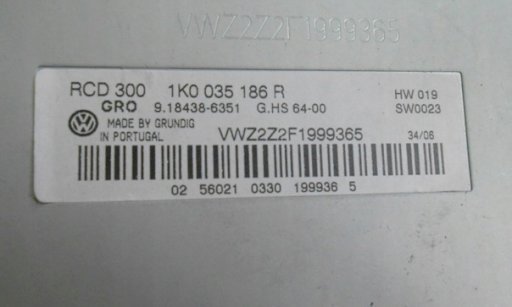 VWZ2Z2F1999365
RCD 300 1K0 035 186 R HW 019
GRO 9.18438-6351 G.HS 64-00 SW0023
MADE BY GRUNDIG
IN PORTUGAL VWZ2Z2F1999365 34/06
02 56021 0330 199936 5